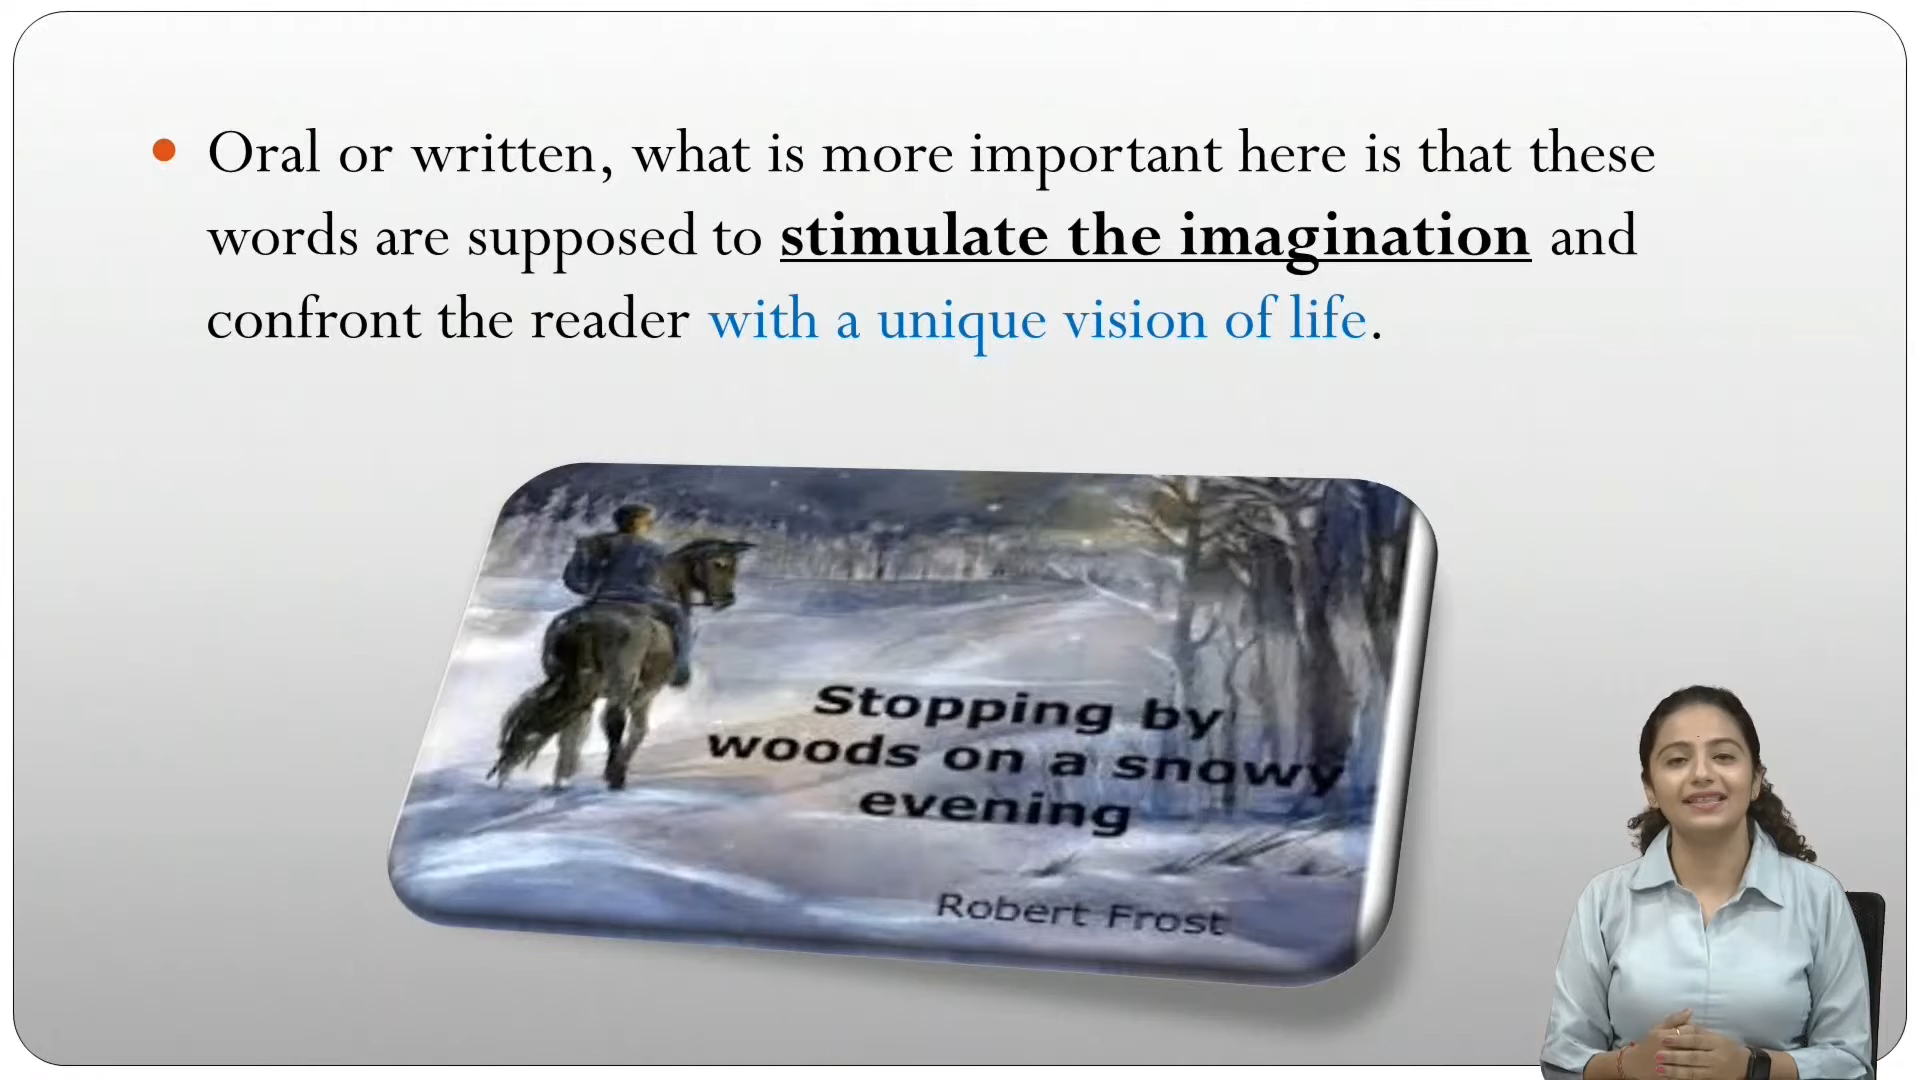 Oral or written, what is more important here is that these
words are supposed to stimulate the imagination and
confront the reader with a unique vision of life.
Stopping by
woods on a snowy
evening
Robert Frost